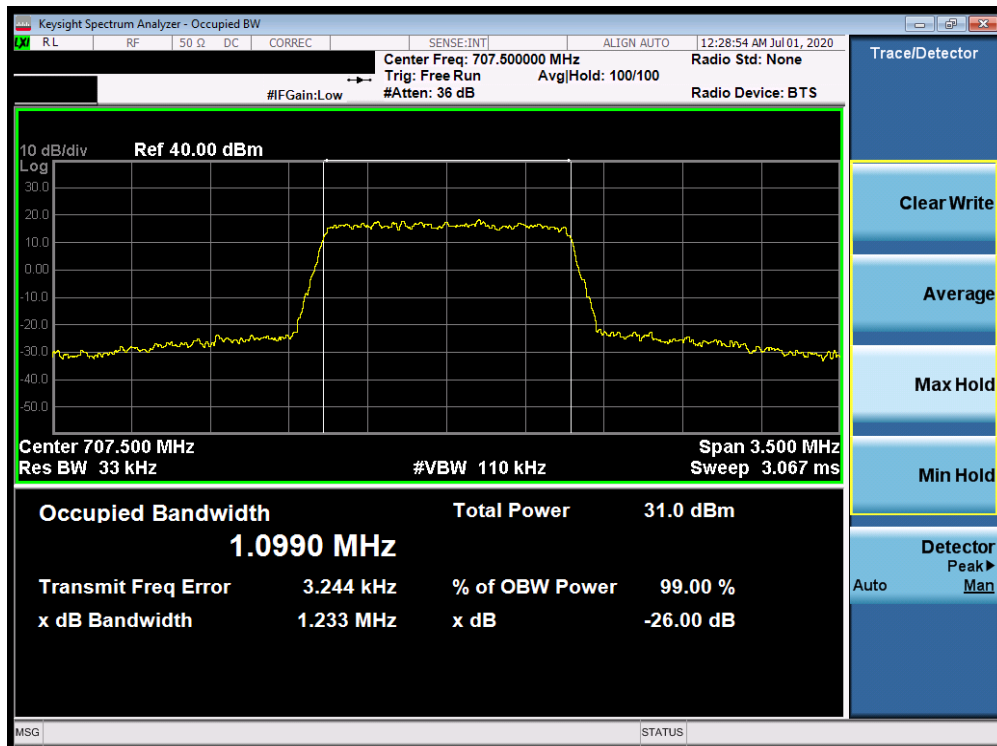 Keysight Spectrum Analyzer - Occupied BW
LXI RL RF 50 Ω DC CORREC SENSE:INT ALIGN AUTO 12:28:54 AM Jul 01, 2020
Center Freq: 707.500000 MHz Radio Std: None
Trig: Free Run Avg|Hold: 100/100
#IFGain:Low #Atten: 36 dB Radio Device: BTS
10 dB/div Ref 40.00 dBm
Log
30.0
20.0
10.0
0.00
-10.0
-20.0
-30.0
-40.0
-50.0
Center 707.500 MHz Span 3.500 MHz
Res BW 33 kHz #VBW 110 kHz Sweep 3.067 ms
Occupied Bandwidth Total Power 31.0 dBm
1.0990 MHz
Transmit Freq Error 3.244 kHz % of OBW Power 99.00 %
x dB Bandwidth 1.233 MHz x dB -26.00 dB
MSG STATUS
Trace/Detector
Clear Write
Average
Max Hold
Min Hold
Detector
Peak▶
Auto Man